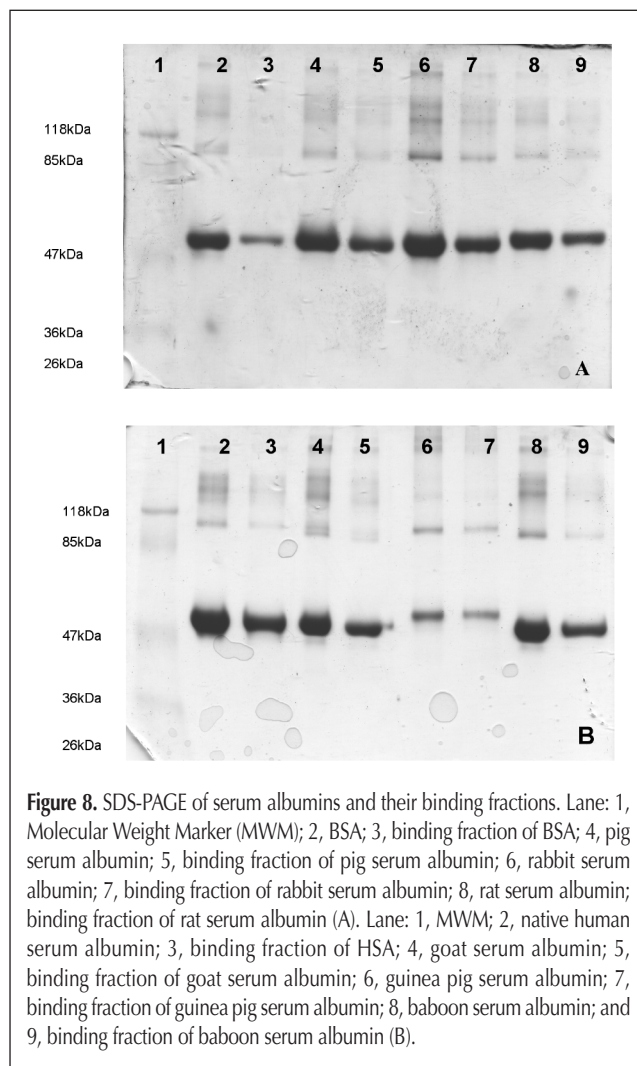 1 2 3 4 5 6 7 8 9
118kDa
85kDa
47kDa
36kDa
26kDa
A
1 2 3 4 5 6 7 8 9
118kDa
85kDa
47kDa
36kDa
26kDa
B
Figure 8. SDS-PAGE of serum albumins and their binding fractions. Lane: 1,
Molecular Weight Marker (MWM); 2, BSA; 3, binding fraction of BSA; 4, pig
serum albumin; 5, binding fraction of pig serum albumin; 6, rabbit serum
albumin; 7, binding fraction of rabbit serum albumin; 8, rat serum albumin;
binding fraction of rat serum albumin (A). Lane: 1, MWM; 2, native human
serum albumin; 3, binding fraction of HSA; 4, goat serum albumin; 5,
binding fraction of goat serum albumin; 6, guinea pig serum albumin; 7,
binding fraction of guinea pig serum albumin; 8, baboon serum albumin; and
9, binding fraction of baboon serum albumin (B).